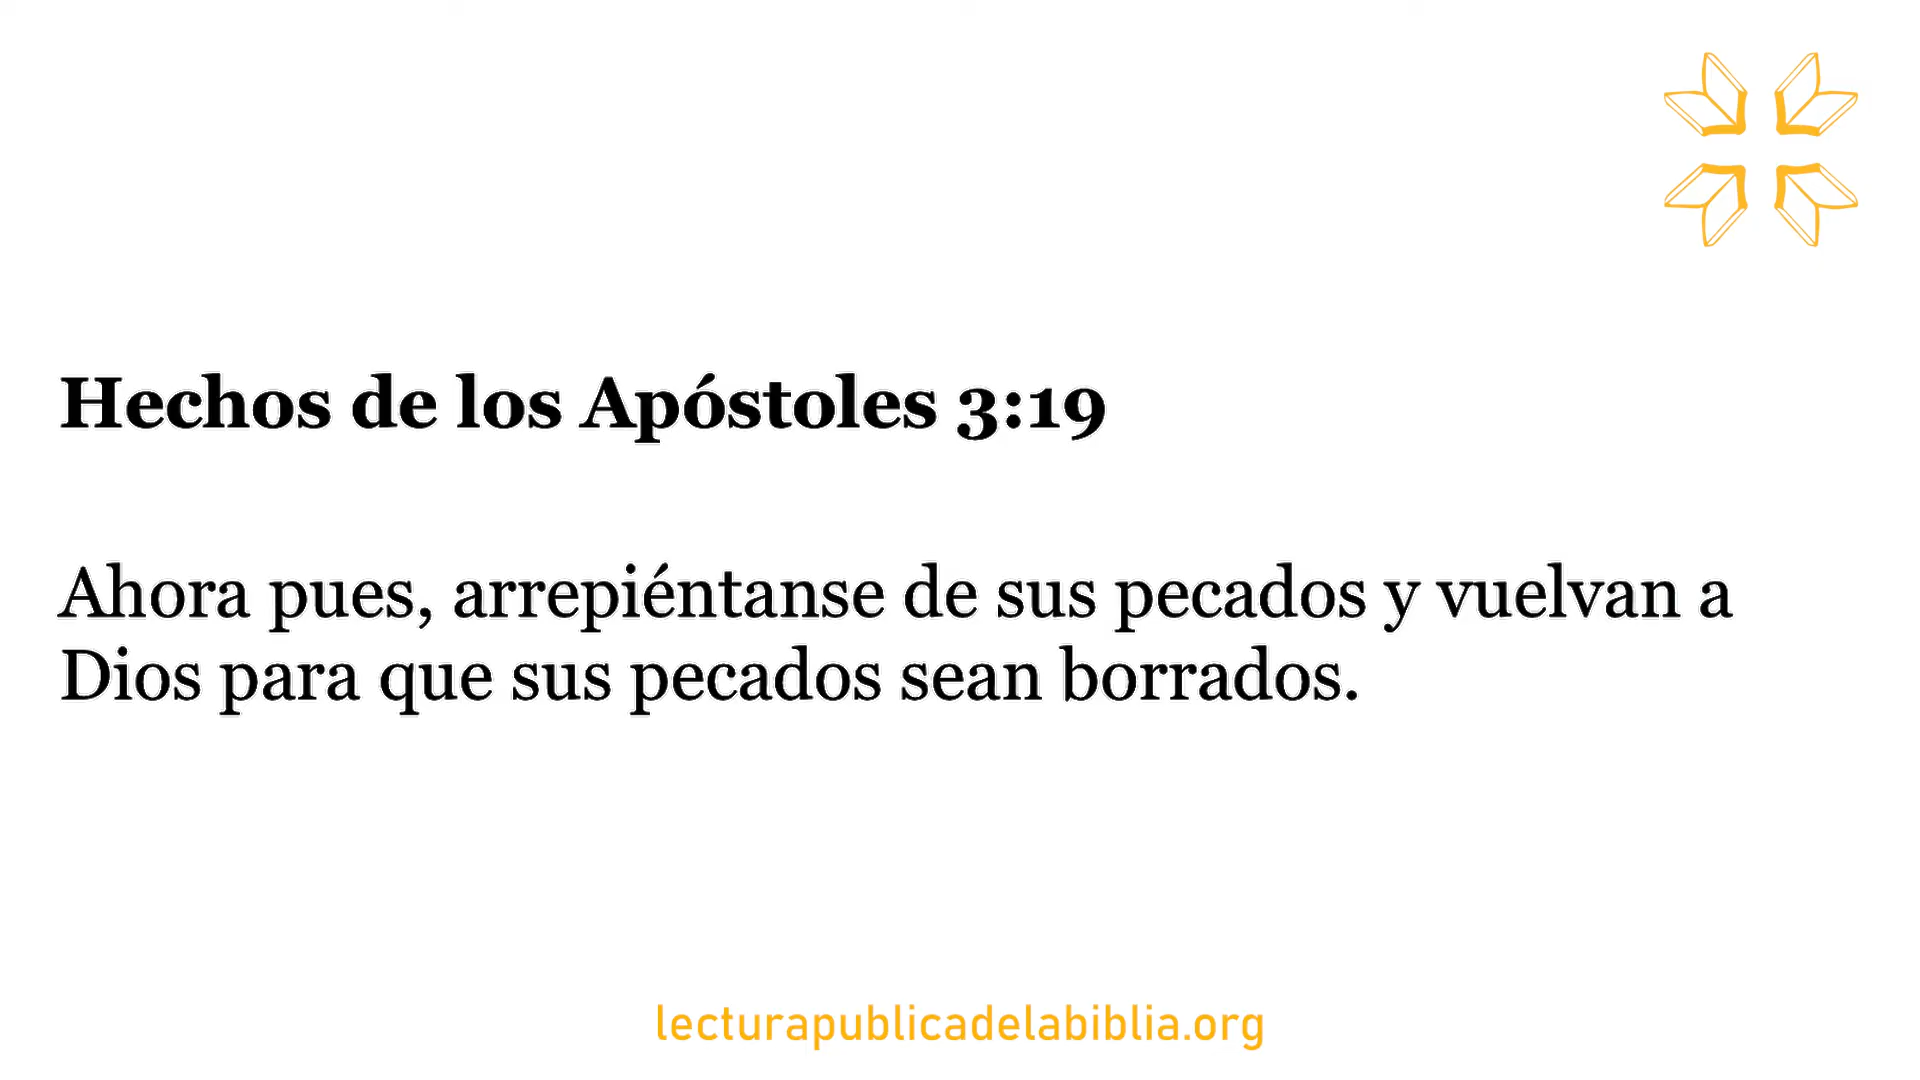 Hechos de los Apóstoles 3:19
Ahora pues, arrepiéntanse de sus pecados y vuelvan a
Dios para que sus pecados sean borrados.
lecturapublicadelabiblia.org